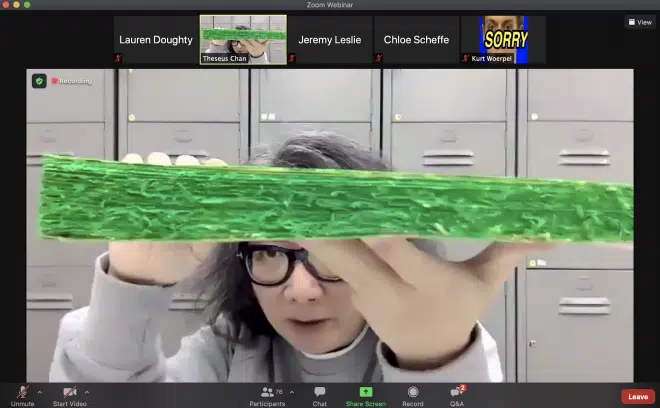 Zoom Webinar
Lauren Doughty
Theseus Chan
Jeremy Leslie
Chloe Scheffe
SORRY
Kurt Woerpel
View
Recording
Unmute
Start Video
Participants
76
Chat
Share Screen
Record
Q&A
2
Leave